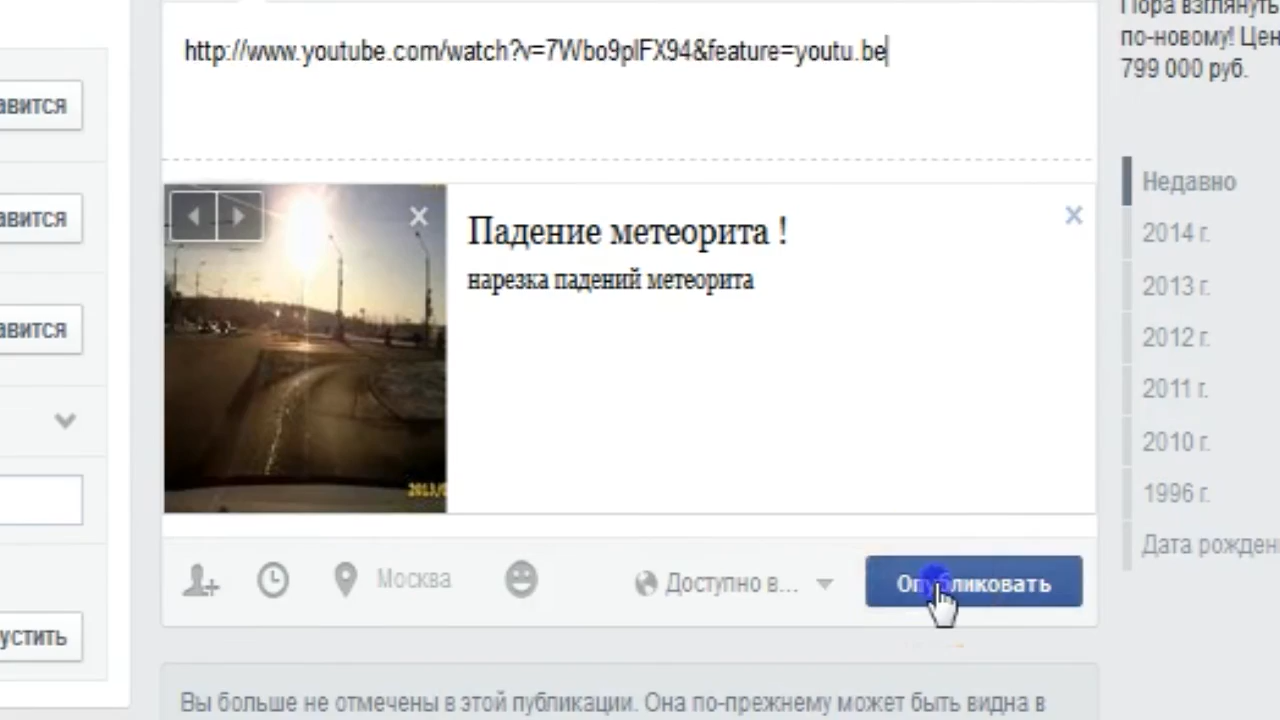 http://www.youtube.com/watch?v=7Wbo9plFX94&feature=youtu.be
Падение метеорита !
нарезка падений метеорита
Москва
Доступно в...
Опубликовать
Вы больше не отмечены в этой публикации. Она по-прежнему может быть видна в
авится
авится
авится
устить
Пора взглянуть
по-новому! Цен
799 000 руб.
Недавно
2014 г.
2013 г.
2012 г.
2011 г.
2010 г.
1996 г.
Дата рожден